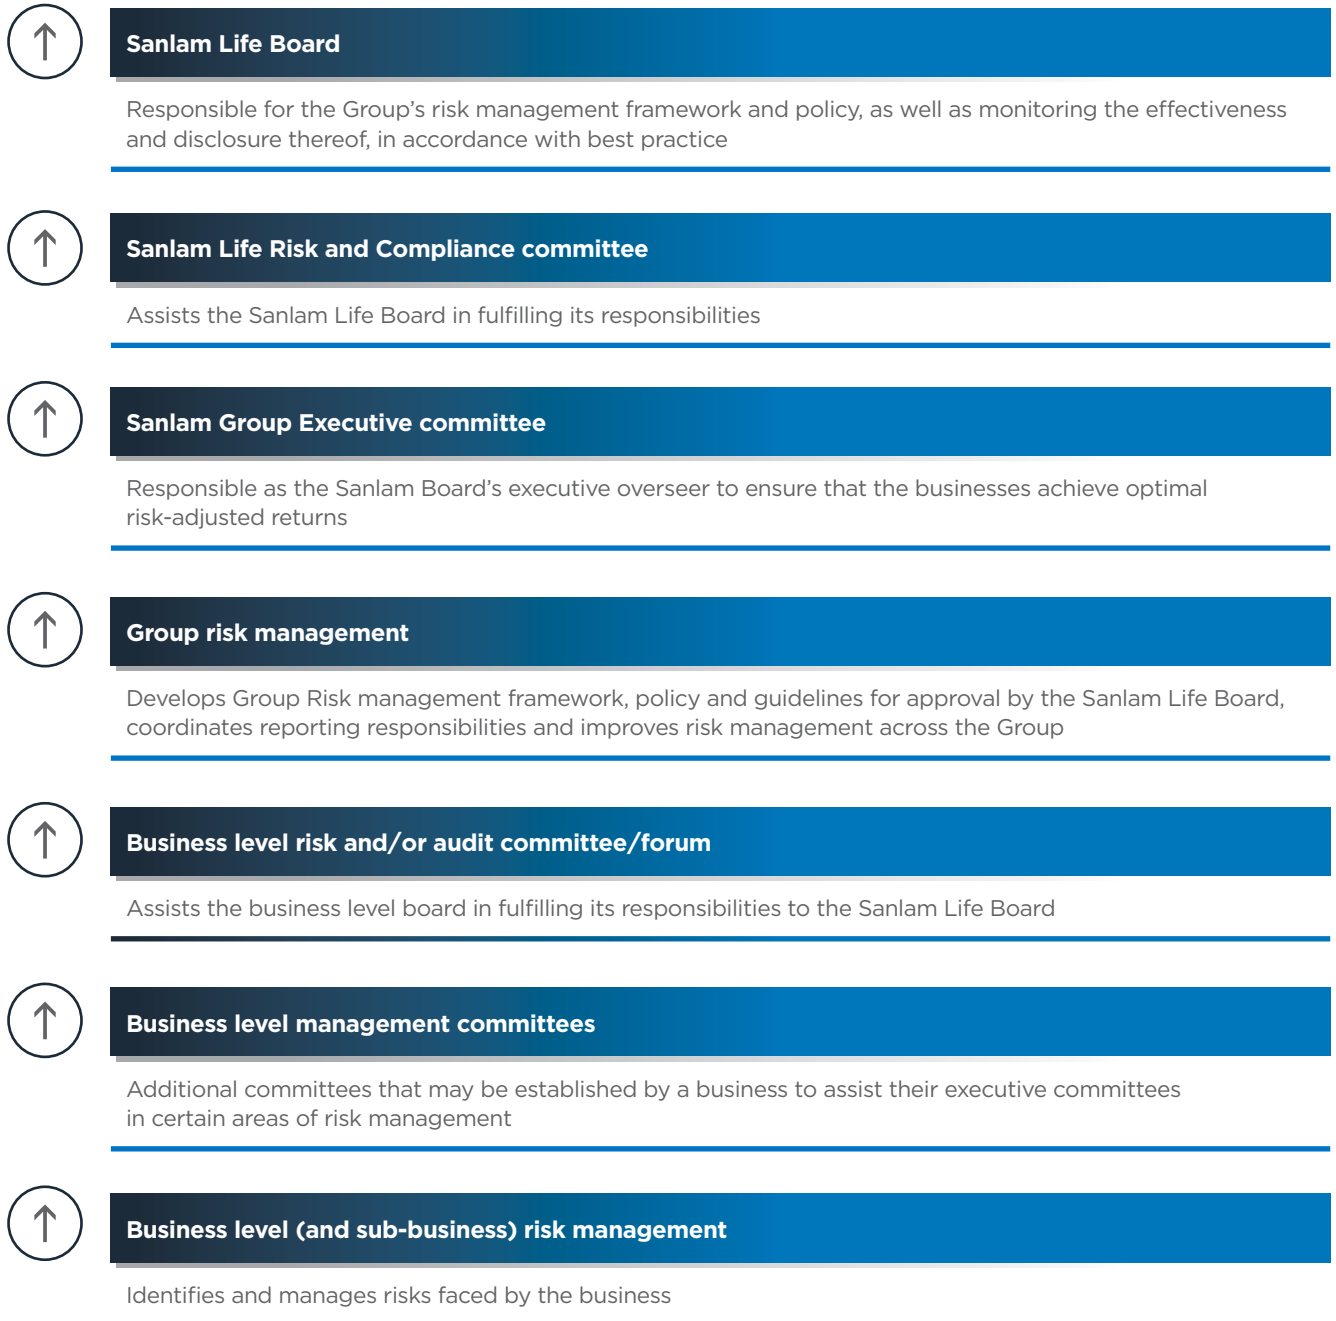 Sanlam Life Board
Responsible for the Group’s risk management framework and policy, as well as monitoring the effectiveness
and disclosure thereof, in accordance with best practice
Sanlam Life Risk and Compliance committee
Assists the Sanlam Life Board in fulfilling its responsibilities
Sanlam Group Executive committee
Responsible as the Sanlam Board’s executive overseer to ensure that the businesses achieve optimal
risk-adjusted returns
Group risk management
Develops Group Risk management framework, policy and guidelines for approval by the Sanlam Life Board,
coordinates reporting responsibilities and improves risk management across the Group
Business level risk and/or audit committee/forum
Assists the business level board in fulfilling its responsibilities to the Sanlam Life Board
Business level management committees
Additional committees that may be established by a business to assist their executive committees
in certain areas of risk management
Business level (and sub-business) risk management
Identifies and manages risks faced by the business